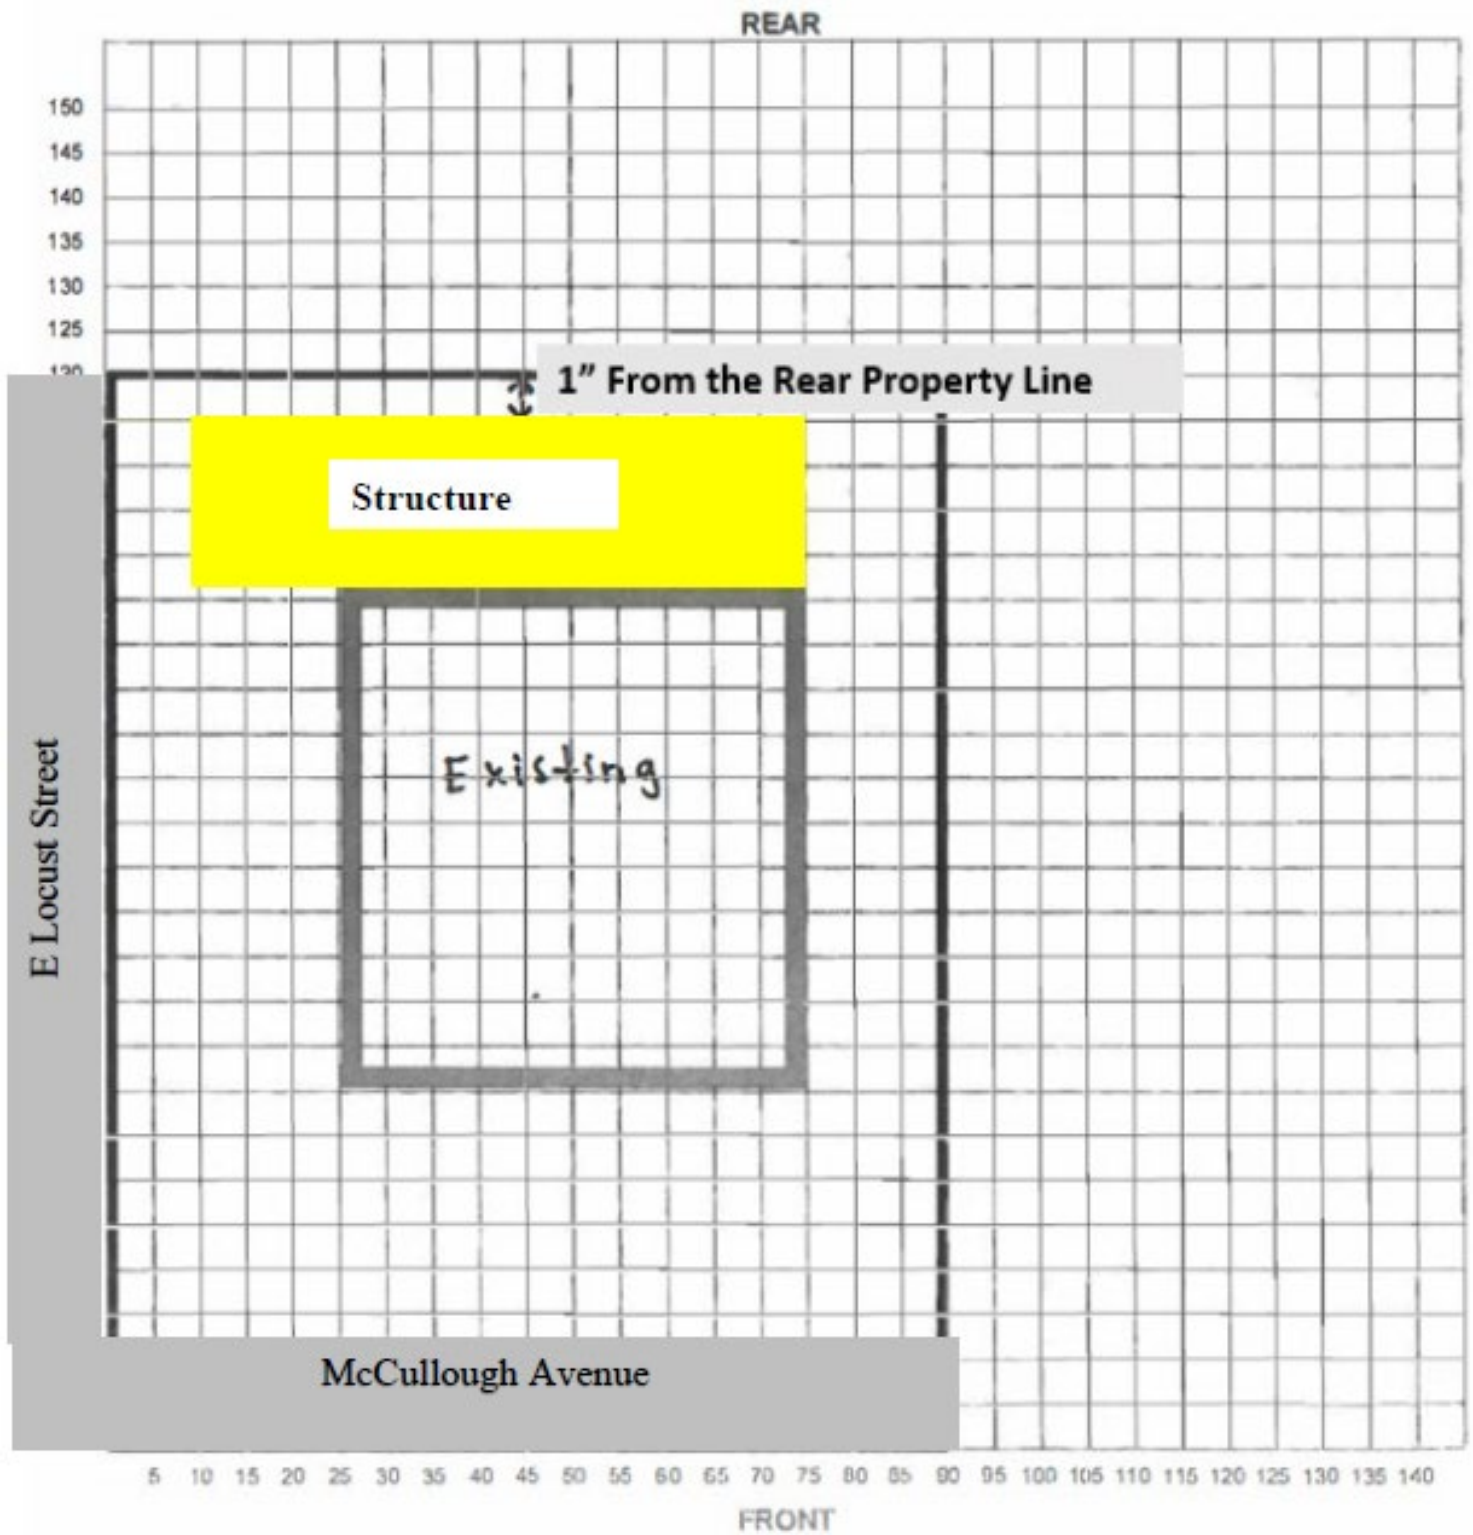 REAR
150
145
140
135
130
125
120
1” From the Rear Property Line
Structure
Existing
E Locust Street
McCullough Avenue
5 10 15 20 25 30 35 40 45 50 55 60 65 70 75 80 85 90 95 100 105 110 115 120 125 130 135 140
FRONT